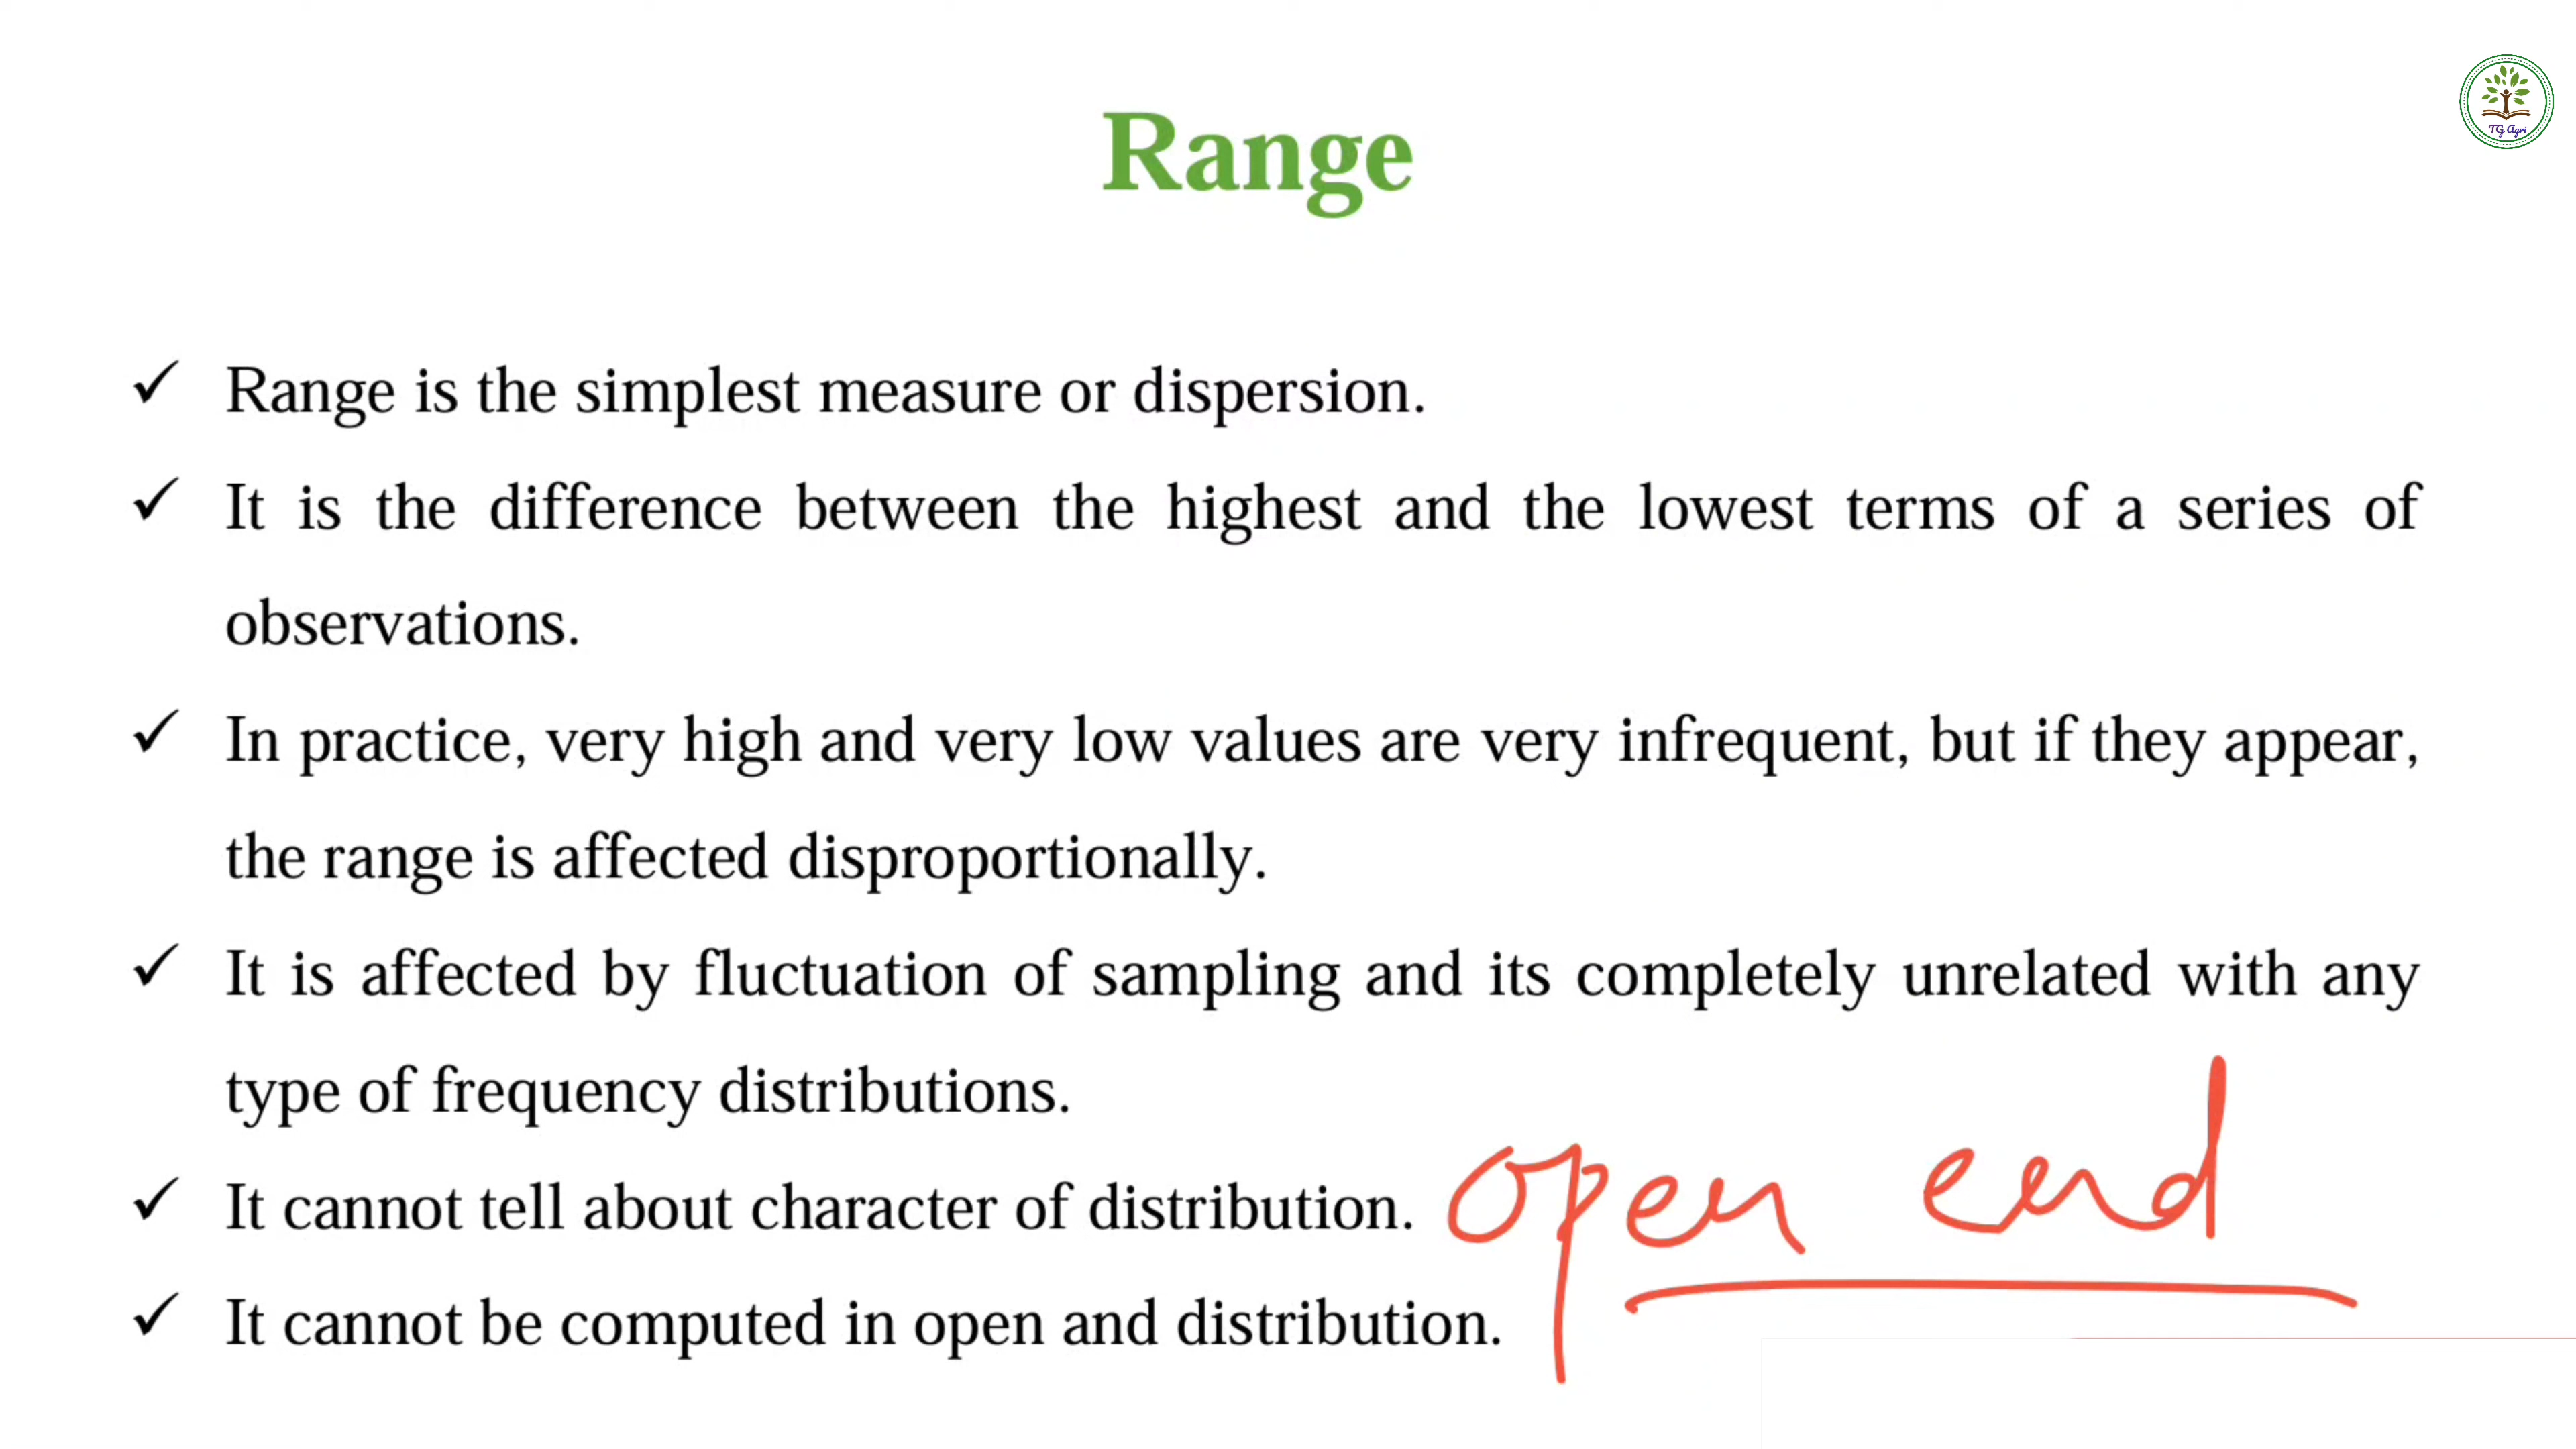 TG Agri
Range
✓ Range is the simplest measure or dispersion.
✓ It is the difference between the highest and the lowest terms of a series of
observations.
✓ In practice, very high and very low values are very infrequent, but if they appear,
the range is affected disproportionally.
✓ It is affected by fluctuation of sampling and its completely unrelated with any
type of frequency distributions.
✓ It cannot tell about character of distribution.
open end
✓ It cannot be computed in open and distribution.